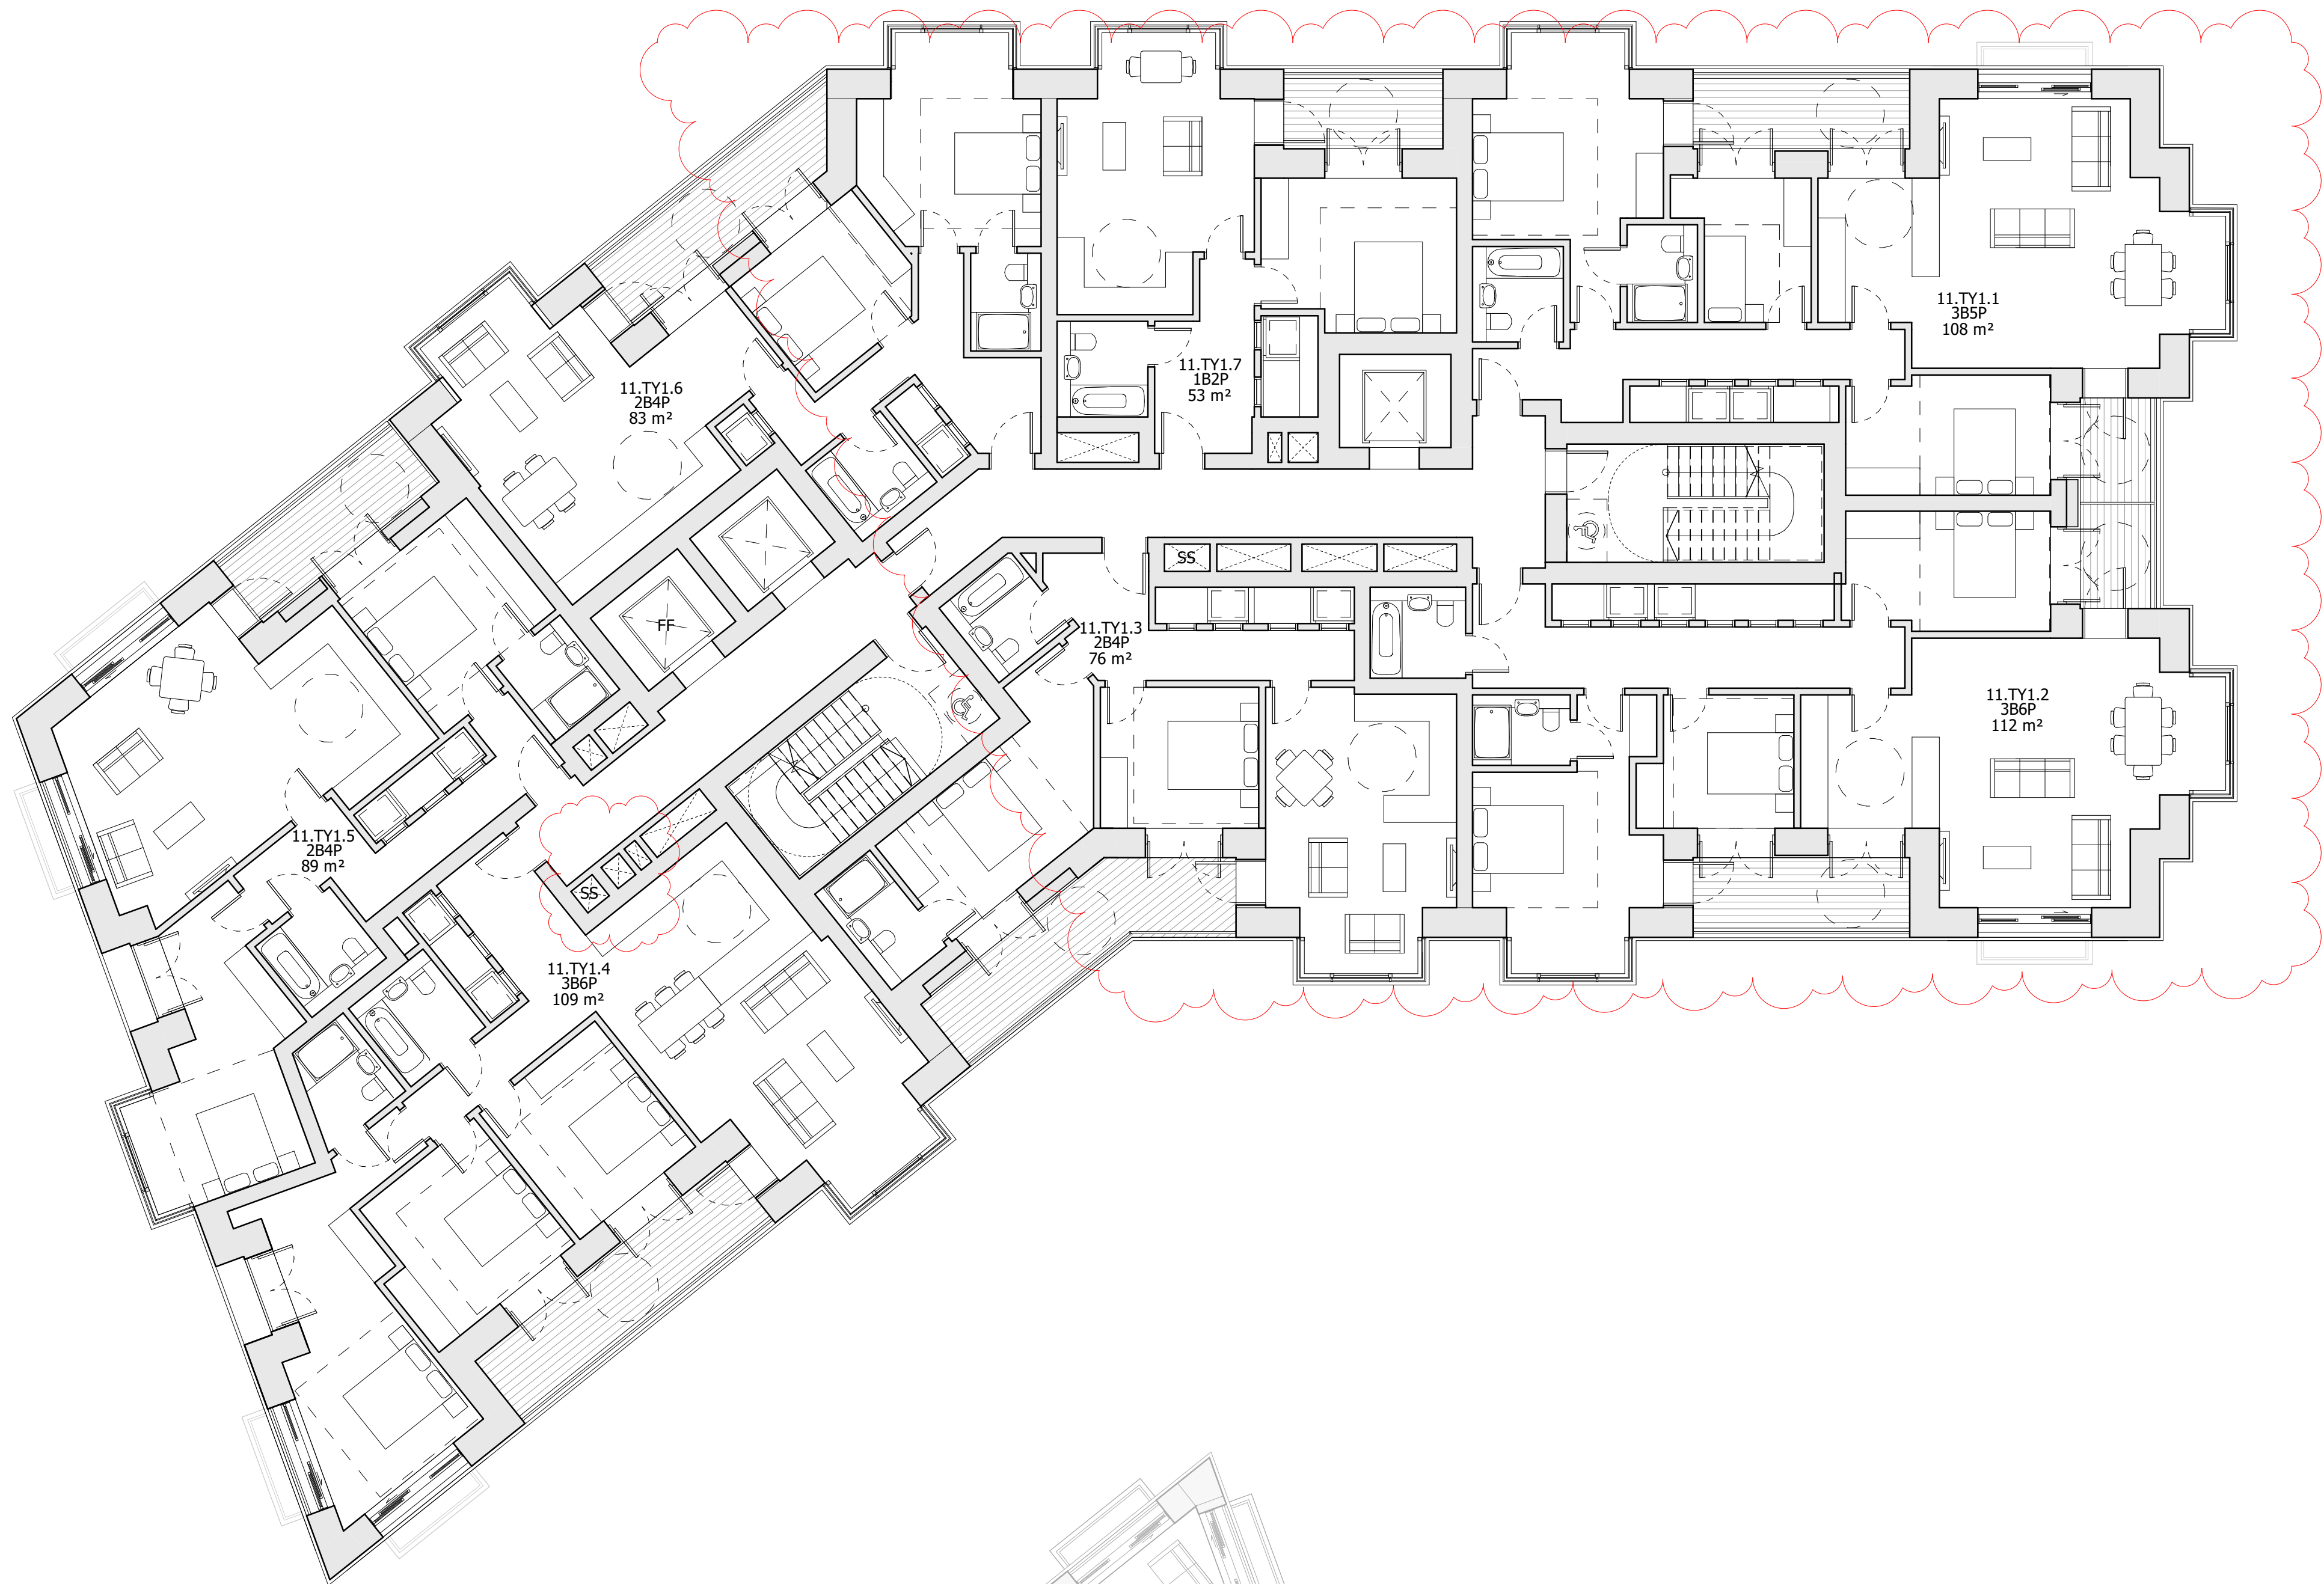 11.TY1.1
3B5P
108 m²
11.TY1.7
1B2P
53 m²
11.TY1.6
2B4P
83 m²
SS
FF
11.TY1.3
2B4P
76 m²
11.TY1.2
3B6P
112 m²
11.TY1.5
2B4P
89 m²
SS
11.TY1.4
3B6P
109 m²